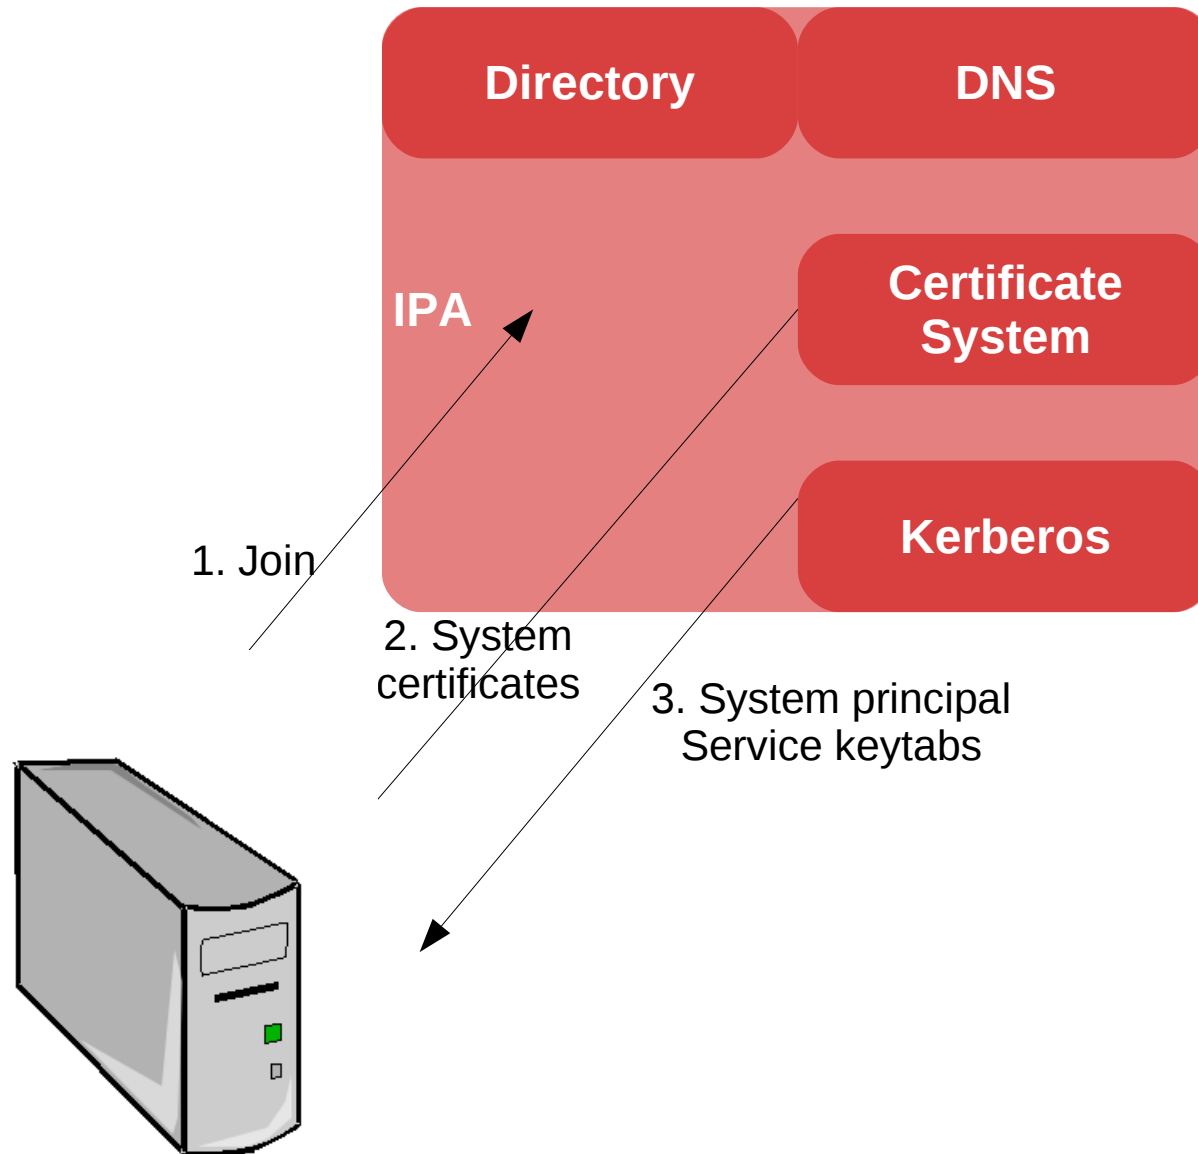 Directory
DNS
Certificate
System
IPA
Kerberos
1. Join
2. System
certificates
3. System principal
Service keytabs